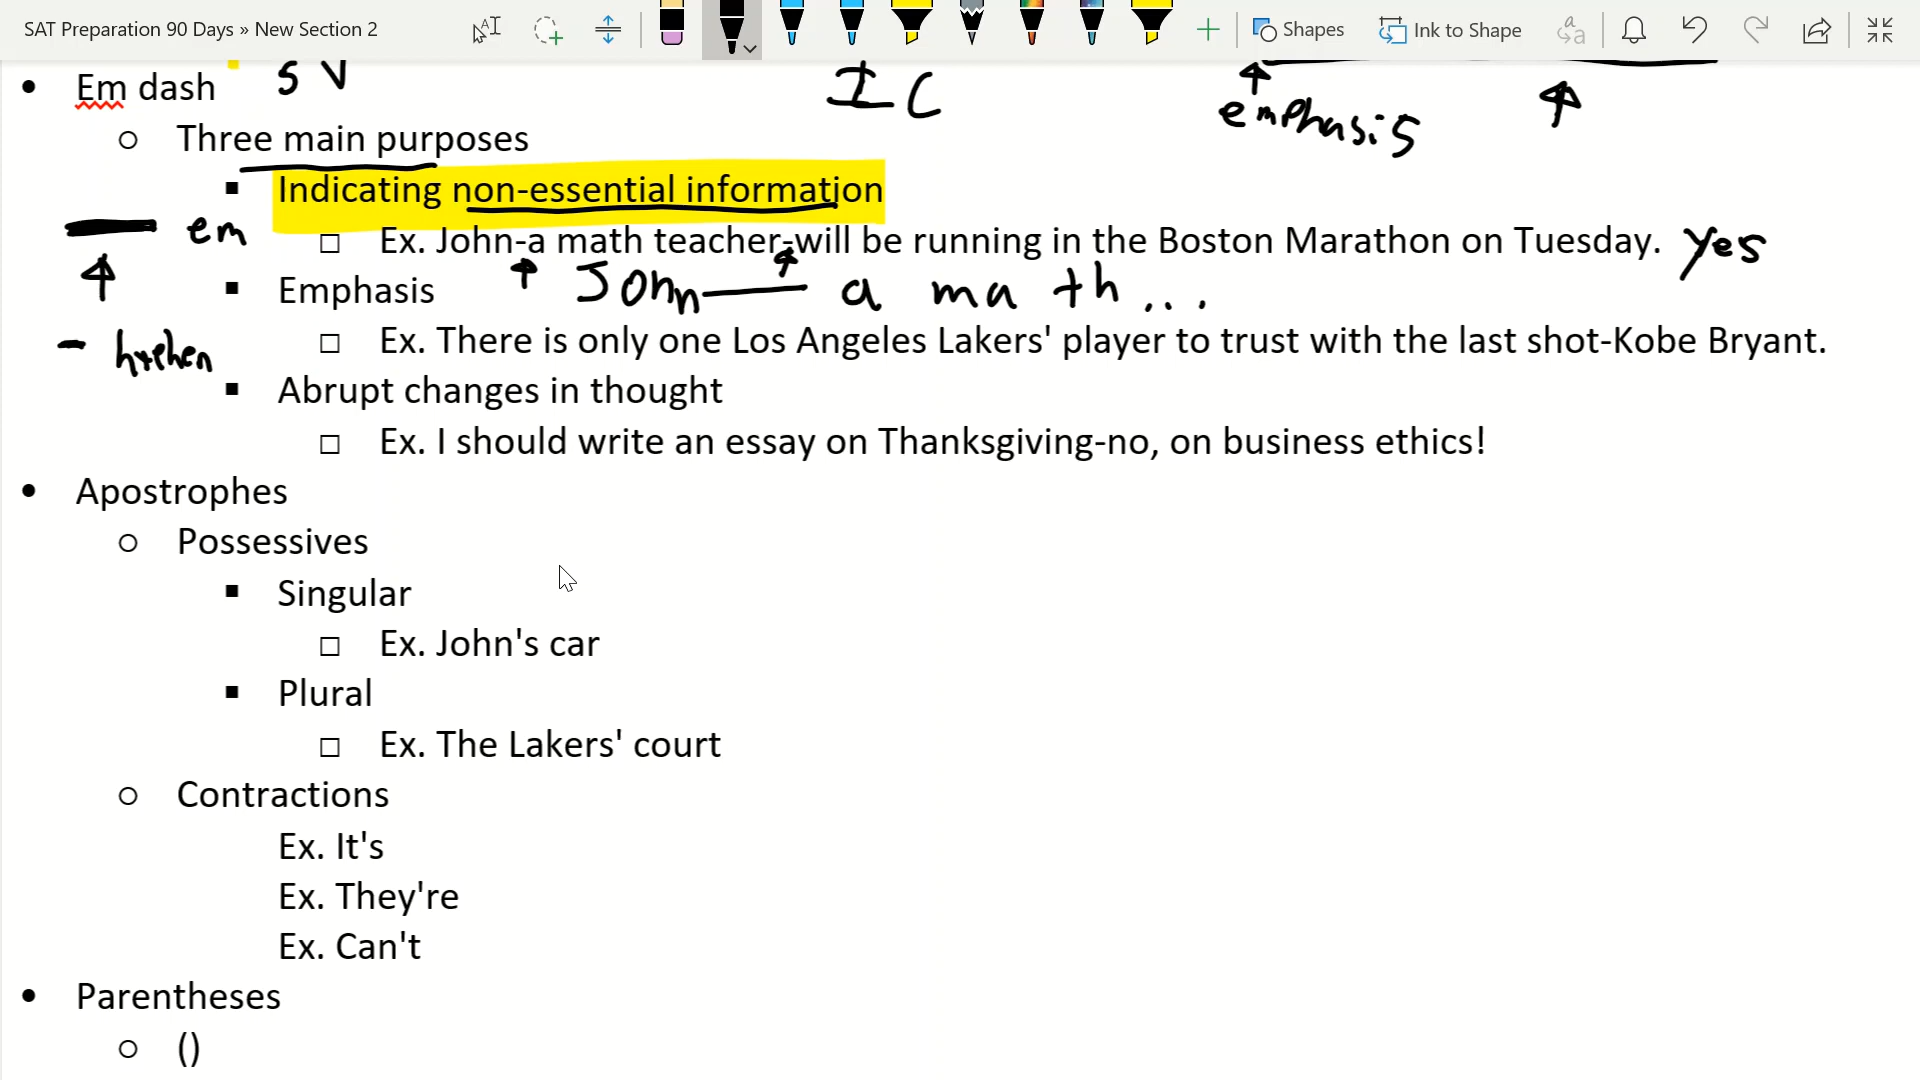 SAT Preparation 90 Days » New Section 2
Shapes
Ink to Shape
Em dash
S V
I C
emphasis
Three main purposes
Indicating non-essential information
em
Ex. John-a math teacher-will be running in the Boston Marathon on Tuesday.
Yes
Emphasis
John— a ma th ...
- hyphen
Ex. There is only one Los Angeles Lakers' player to trust with the last shot-Kobe Bryant.
Abrupt changes in thought
Ex. I should write an essay on Thanksgiving-no, on business ethics!
Apostrophes
Possessives
Singular
Ex. John's car
Plural
Ex. The Lakers' court
Contractions
Ex. It's
Ex. They're
Ex. Can't
Parentheses
()